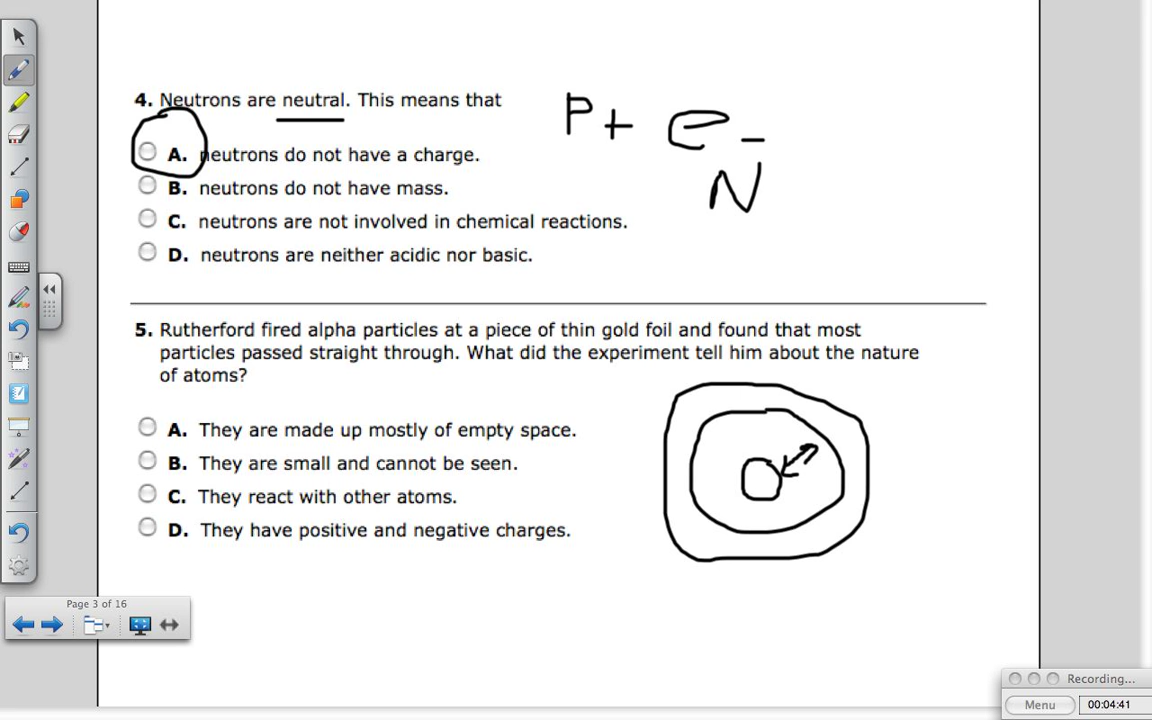 4. Neutrons are neutral. This means that
P+ e-
N
A. neutrons do not have a charge.
B. neutrons do not have mass.
C. neutrons are not involved in chemical reactions.
D. neutrons are neither acidic nor basic.
5. Rutherford fired alpha particles at a piece of thin gold foil and found that most
particles passed straight through. What did the experiment tell him about the nature
of atoms?
A. They are made up mostly of empty space.
B. They are small and cannot be seen.
C. They react with other atoms.
D. They have positive and negative charges.
Page 3 of 16
Recording...
Menu
00:04:41